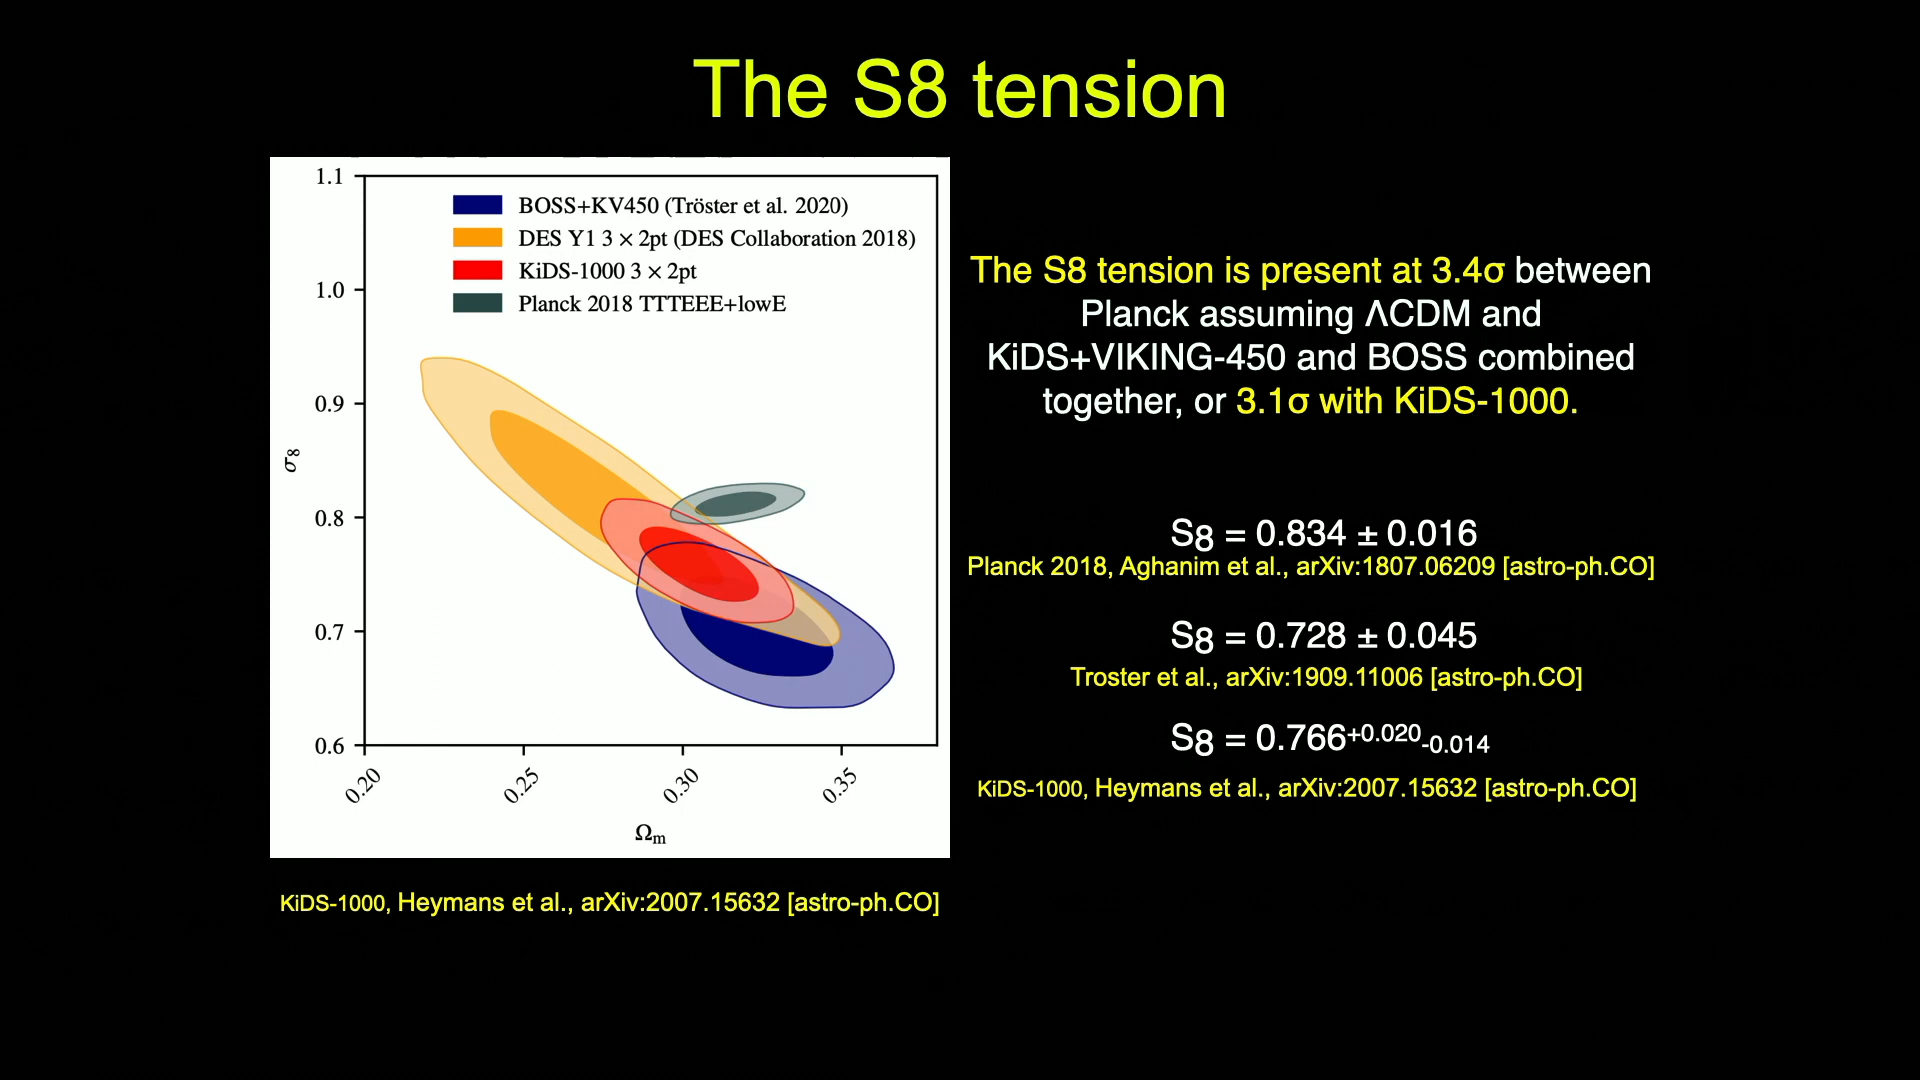 The S8 tension
1.1
1.0
0.9
0.8
0.7
0.6
σ8
BOSS+KV450 (Tröster et al. 2020)
DES Y1 3 × 2pt (DES Collaboration 2018)
KiDS-1000 3 × 2pt
Planck 2018 TTTEEE+lowE
0.20
0.25
0.30
0.35
Ωm
KiDS-1000, Heymans et al., arXiv:2007.15632 [astro-ph.CO]
The S8 tension is present at 3.4σ between
Planck assuming ΛCDM and
KiDS+VIKING-450 and BOSS combined
together, or 3.1σ with KiDS-1000.
S8 = 0.834 ± 0.016
Planck 2018, Aghanim et al., arXiv:1807.06209 [astro-ph.CO]
S8 = 0.728 ± 0.045
Troster et al., arXiv:1909.11006 [astro-ph.CO]
S8 = 0.766+0.020-0.014
KiDS-1000, Heymans et al., arXiv:2007.15632 [astro-ph.CO]